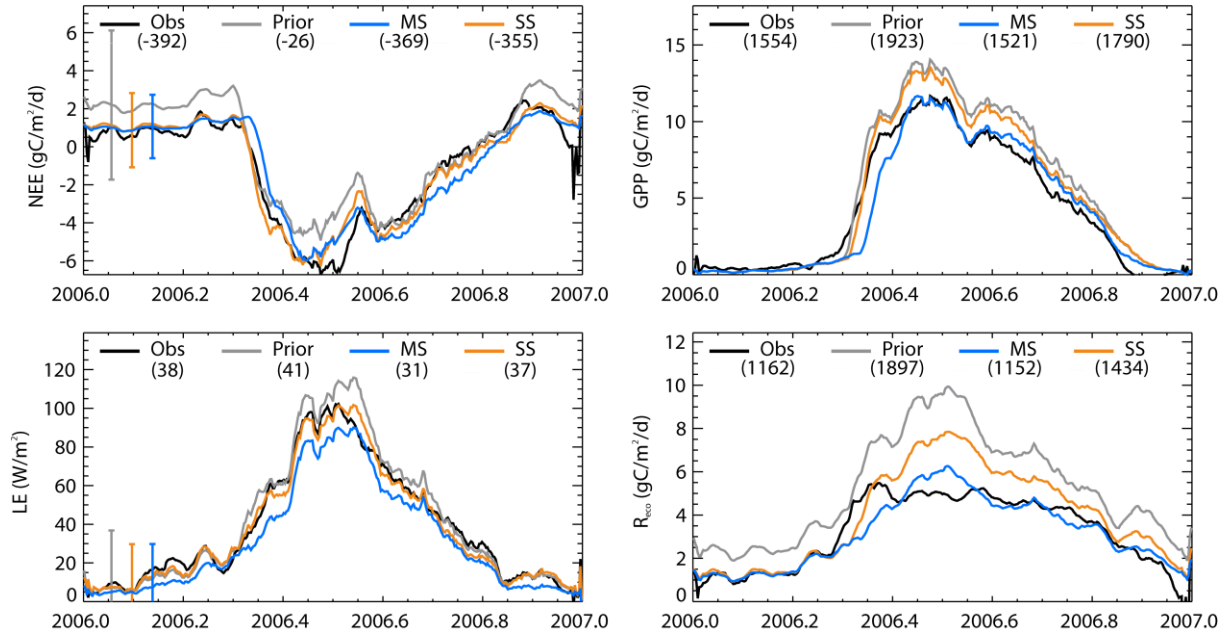 Obs Prior MS SS
(-392) (-26) (-369) (-355)
6
4
2
0
-2
-4
-6
NEE (gC/m²/d)
2006.0 2006.2 2006.4 2006.6 2006.8 2007.0
Obs Prior MS SS
(1554) (1923) (1521) (1790)
15
10
5
0
GPP (gC/m²/d)
2006.0 2006.2 2006.4 2006.6 2006.8 2007.0
Obs Prior MS SS
(38) (41) (31) (37)
120
100
80
60
40
20
0
LE (W/m²)
2006.0 2006.2 2006.4 2006.6 2006.8 2007.0
Obs Prior MS SS
(1162) (1897) (1152) (1434)
12
10
8
6
4
2
0
Reco (gC/m²/d)
2006.0 2006.2 2006.4 2006.6 2006.8 2007.0